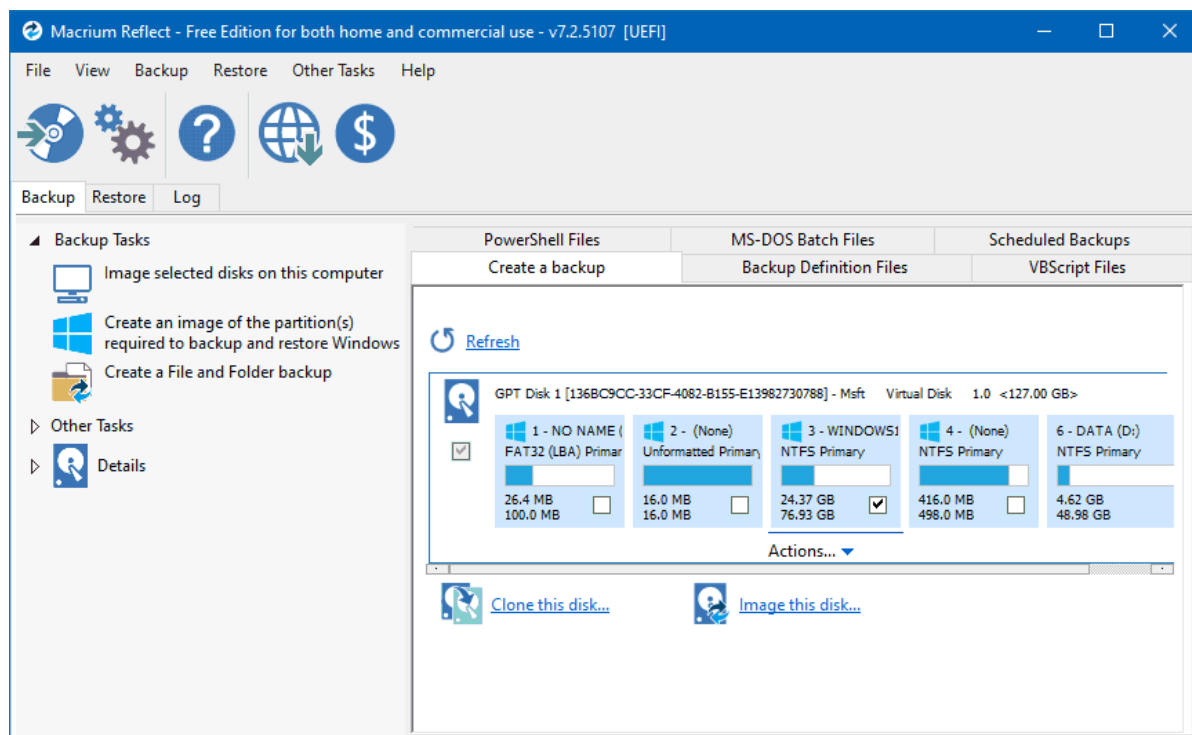 Macrium Reflect - Free Edition for both home and commercial use - v7.2.5107 [UEFI]
File View Backup Restore Other Tasks Help
Backup Restore Log
Backup Tasks
Image selected disks on this computer
Create an image of the partition(s)
required to backup and restore Windows
Create a File and Folder backup
Other Tasks
Details
PowerShell Files MS-DOS Batch Files Scheduled Backups
Create a backup Backup Definition Files VBScript Files
Refresh
GPT Disk 1 [136BC9CC-33CF-4082-B155-E13982730788] - Msft Virtual Disk 1.0 <127.00 GB>
1 - NO NAME (
FAT32 (LBA) Primar
26.4 MB
100.0 MB
2 - (None)
Unformatted Primary
16.0 MB
16.0 MB
3 - WINDOWS1
NTFS Primary
24.37 GB
76.93 GB
4 - (None)
NTFS Primary
416.0 MB
498.0 MB
6 - DATA (D:)
NTFS Primary
4.62 GB
48.98 GB
Actions...
Clone this disk... Image this disk...